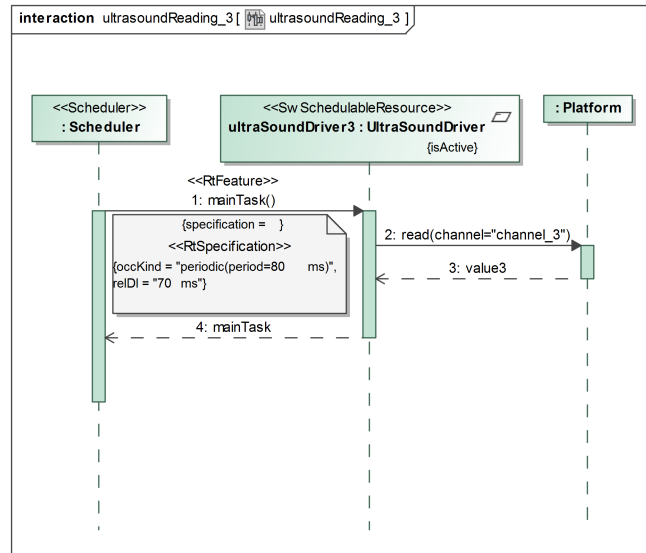 interaction ultrasoundReading_3 [ ultrasoundReading_3 ]
<<Scheduler>>
: Scheduler
<<Sw SchedulableResource>>
ultraSoundDriver3 : UltraSoundDriver
{isActive}
: Platform
<<RtFeature>>
1: mainTask()
{specification = }
<<RtSpecification>>
{occKind = "periodic(period=80 ms)",
relDl = "70 ms"}
2: read(channel="channel_3")
3: value3
4: mainTask